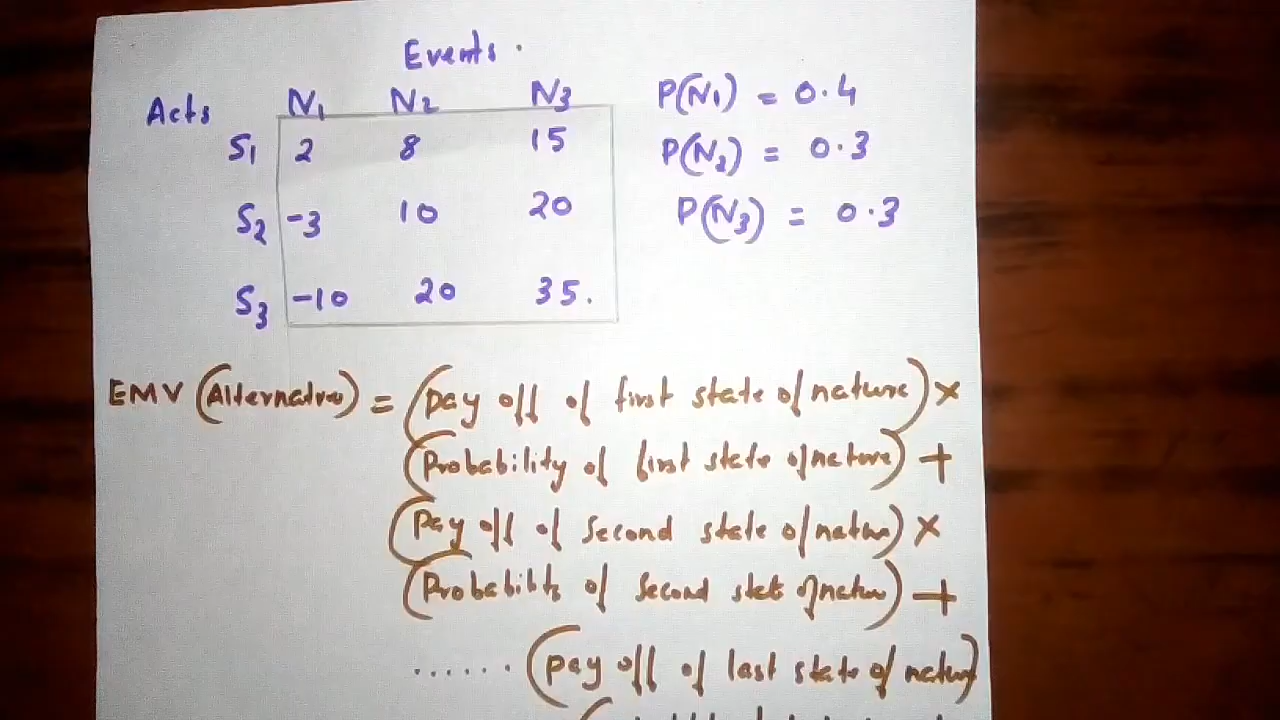 Events.
Acts N1 N2 N3 P(N1) = 0.4
S1 2 8 15 P(N2) = 0.3
S2 -3 10 20 P(N3) = 0.3
S3 -10 20 35.
EMV (Alternative) = (Pay off of first state of nature) ×
(Probability of first state of nature) +
(Pay off of Second state of natur) ×
(Probability of Second state of natur) +
...... (Pay off of last state of nature)